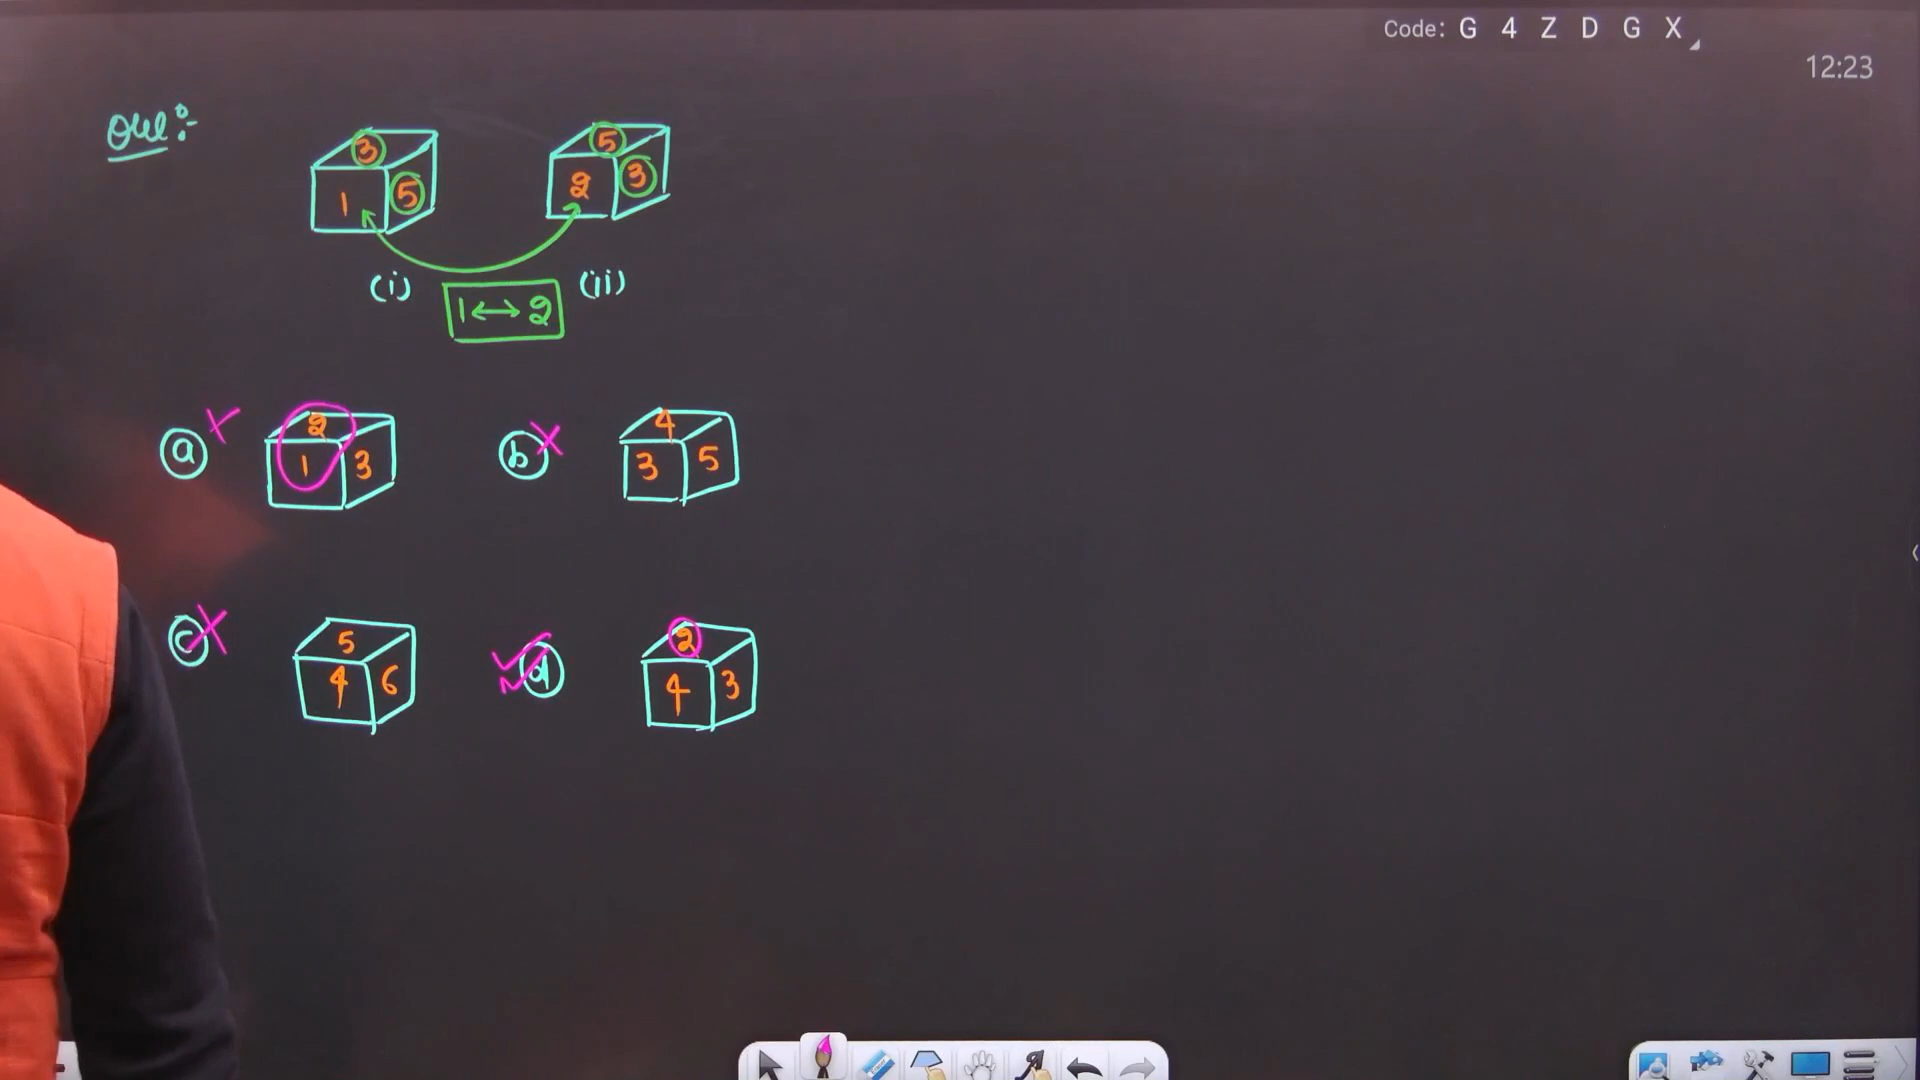 Code: G 4 Z D G X
12:23
Que:-
3 5
1 5 2 3
(i) (ii)
1 ↔ 2
a X 2 1 3 b X 4 3 5
c X 5 4 6 d 2 4 3